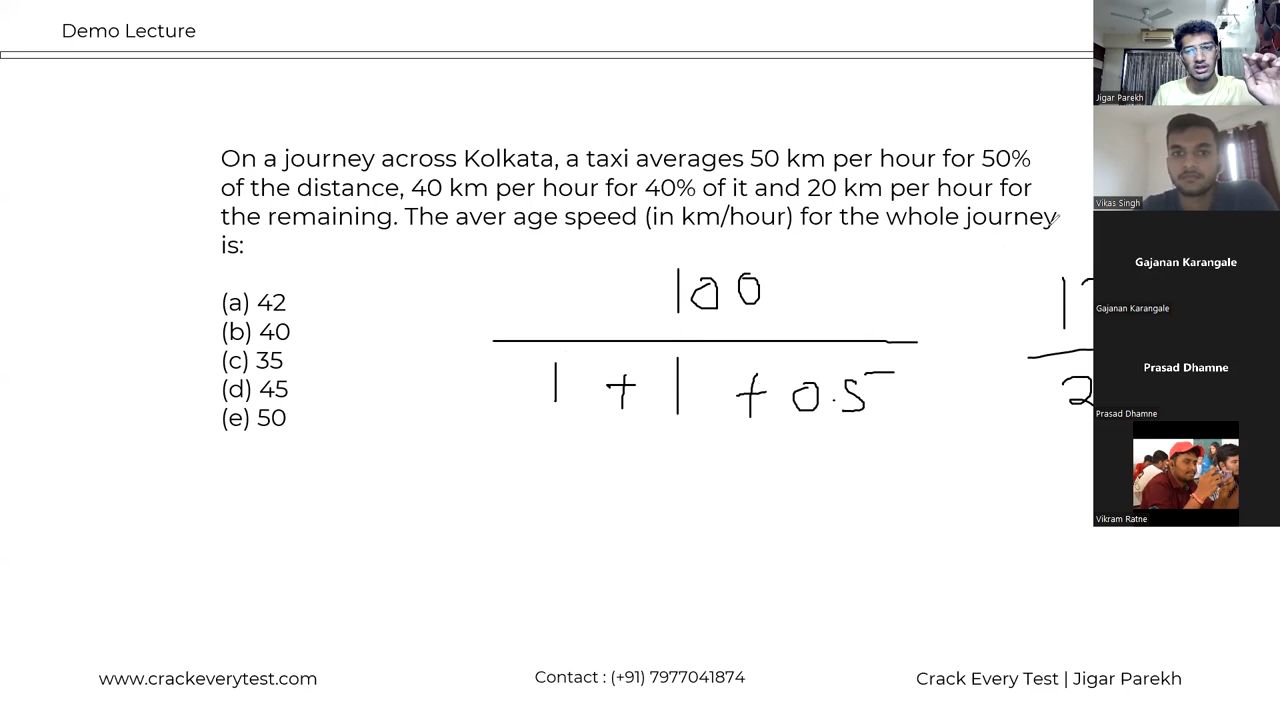 Demo Lecture
On a journey across Kolkata, a taxi averages 50 km per hour for 50%
of the distance, 40 km per hour for 40% of it and 20 km per hour for
the remaining. The aver age speed (in km/hour) for the whole journey
is:
(a) 42
(b) 40
(c) 35
(d) 45
(e) 50
100
1 + 1 + 0.5
1
2
Jigar Parekh
Vikas Singh
Gajanan Karangale
Gajanan Karangale
Prasad Dhamne
Prasad Dhamne
Vikram Ratne
www.crackeverytest.com
Contact : (+91) 7977041874
Crack Every Test | Jigar Parekh